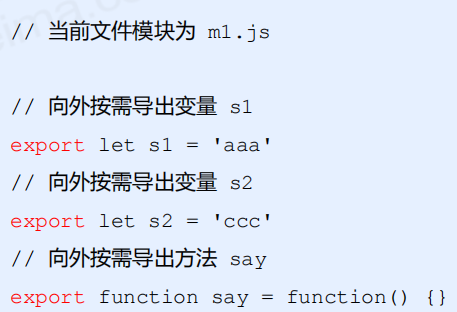 // 当前文件模块为 m1.js
// 向外按需导出变量 s1
export let s1 = 'aaa'
// 向外按需导出变量 s2
export let s2 = 'ccc'
// 向外按需导出方法 say
export function say = function() {}